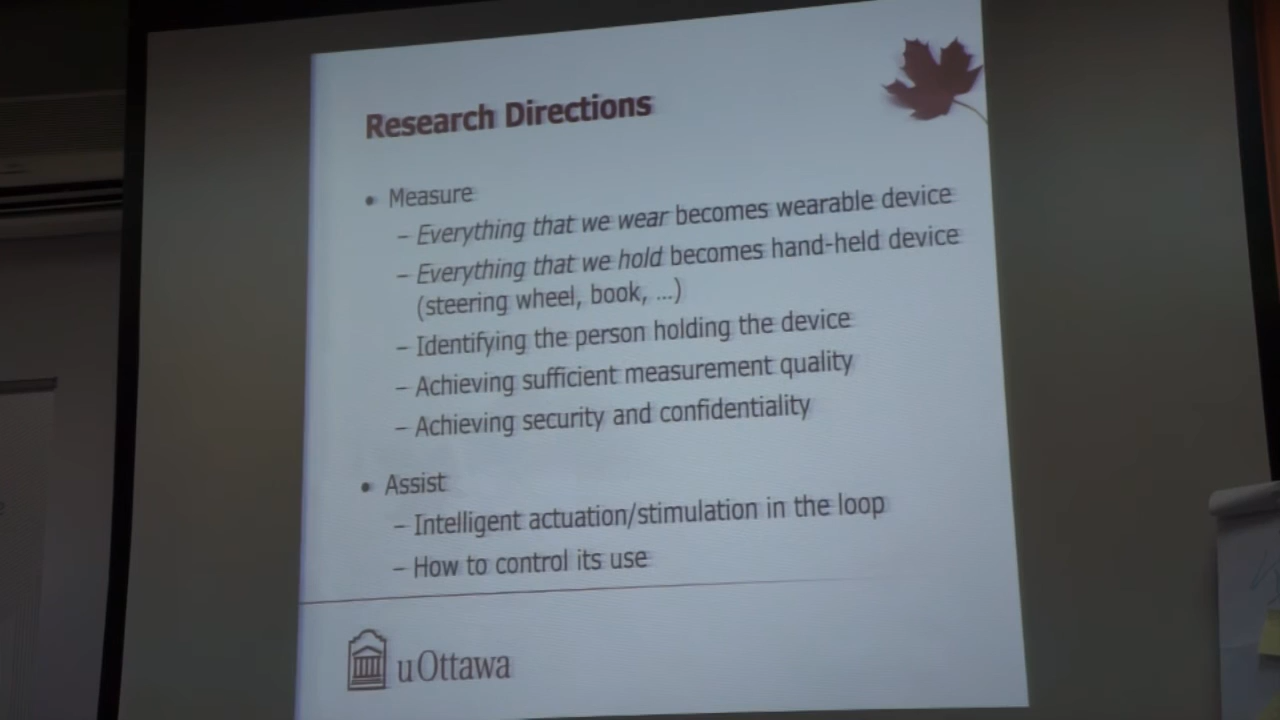 Research Directions
• Measure
– Everything that we wear becomes wearable device
– Everything that we hold becomes hand-held device
(steering wheel, book, ...)
– Identifying the person holding the device
– Achieving sufficient measurement quality
– Achieving security and confidentiality
• Assist
– Intelligent actuation/stimulation in the loop
– How to control its use
uOttawa